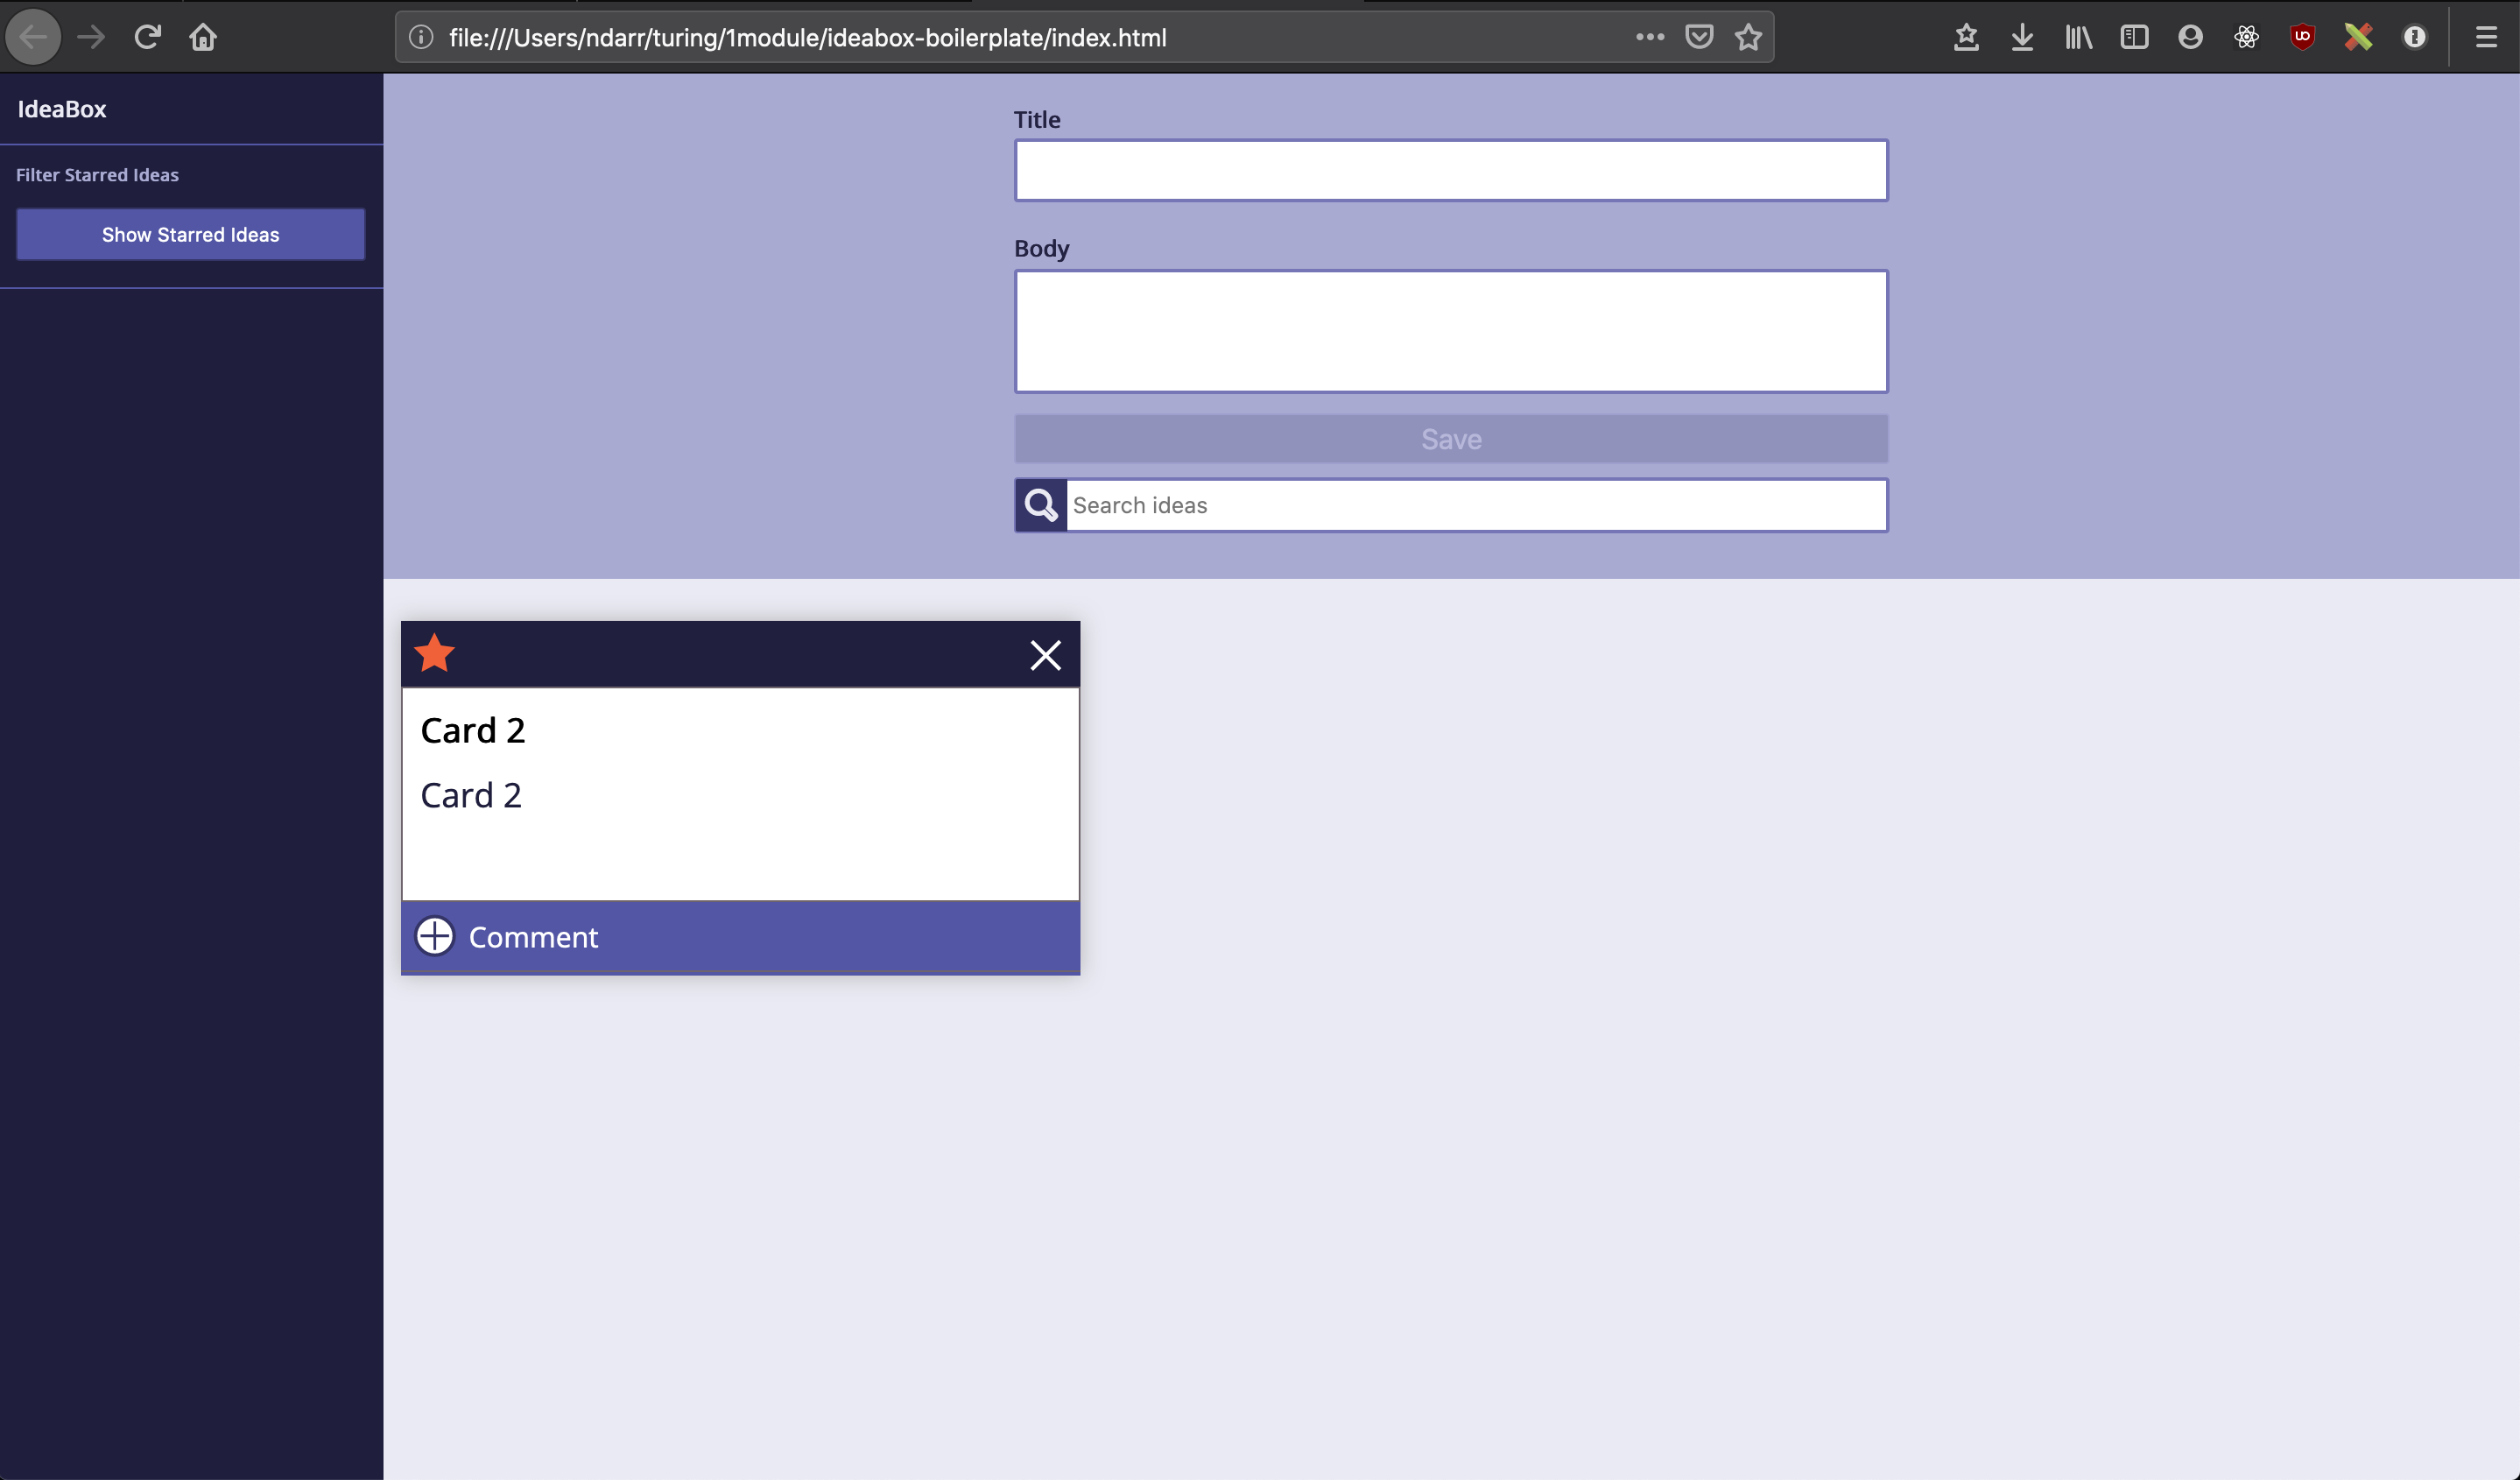 file:///Users/ndarr/turing/1module/ideabox-boilerplate/index.html
IdeaBox
Filter Starred Ideas
Show Starred Ideas
Title
Body
Save
Search ideas
Card 2
Card 2
Comment